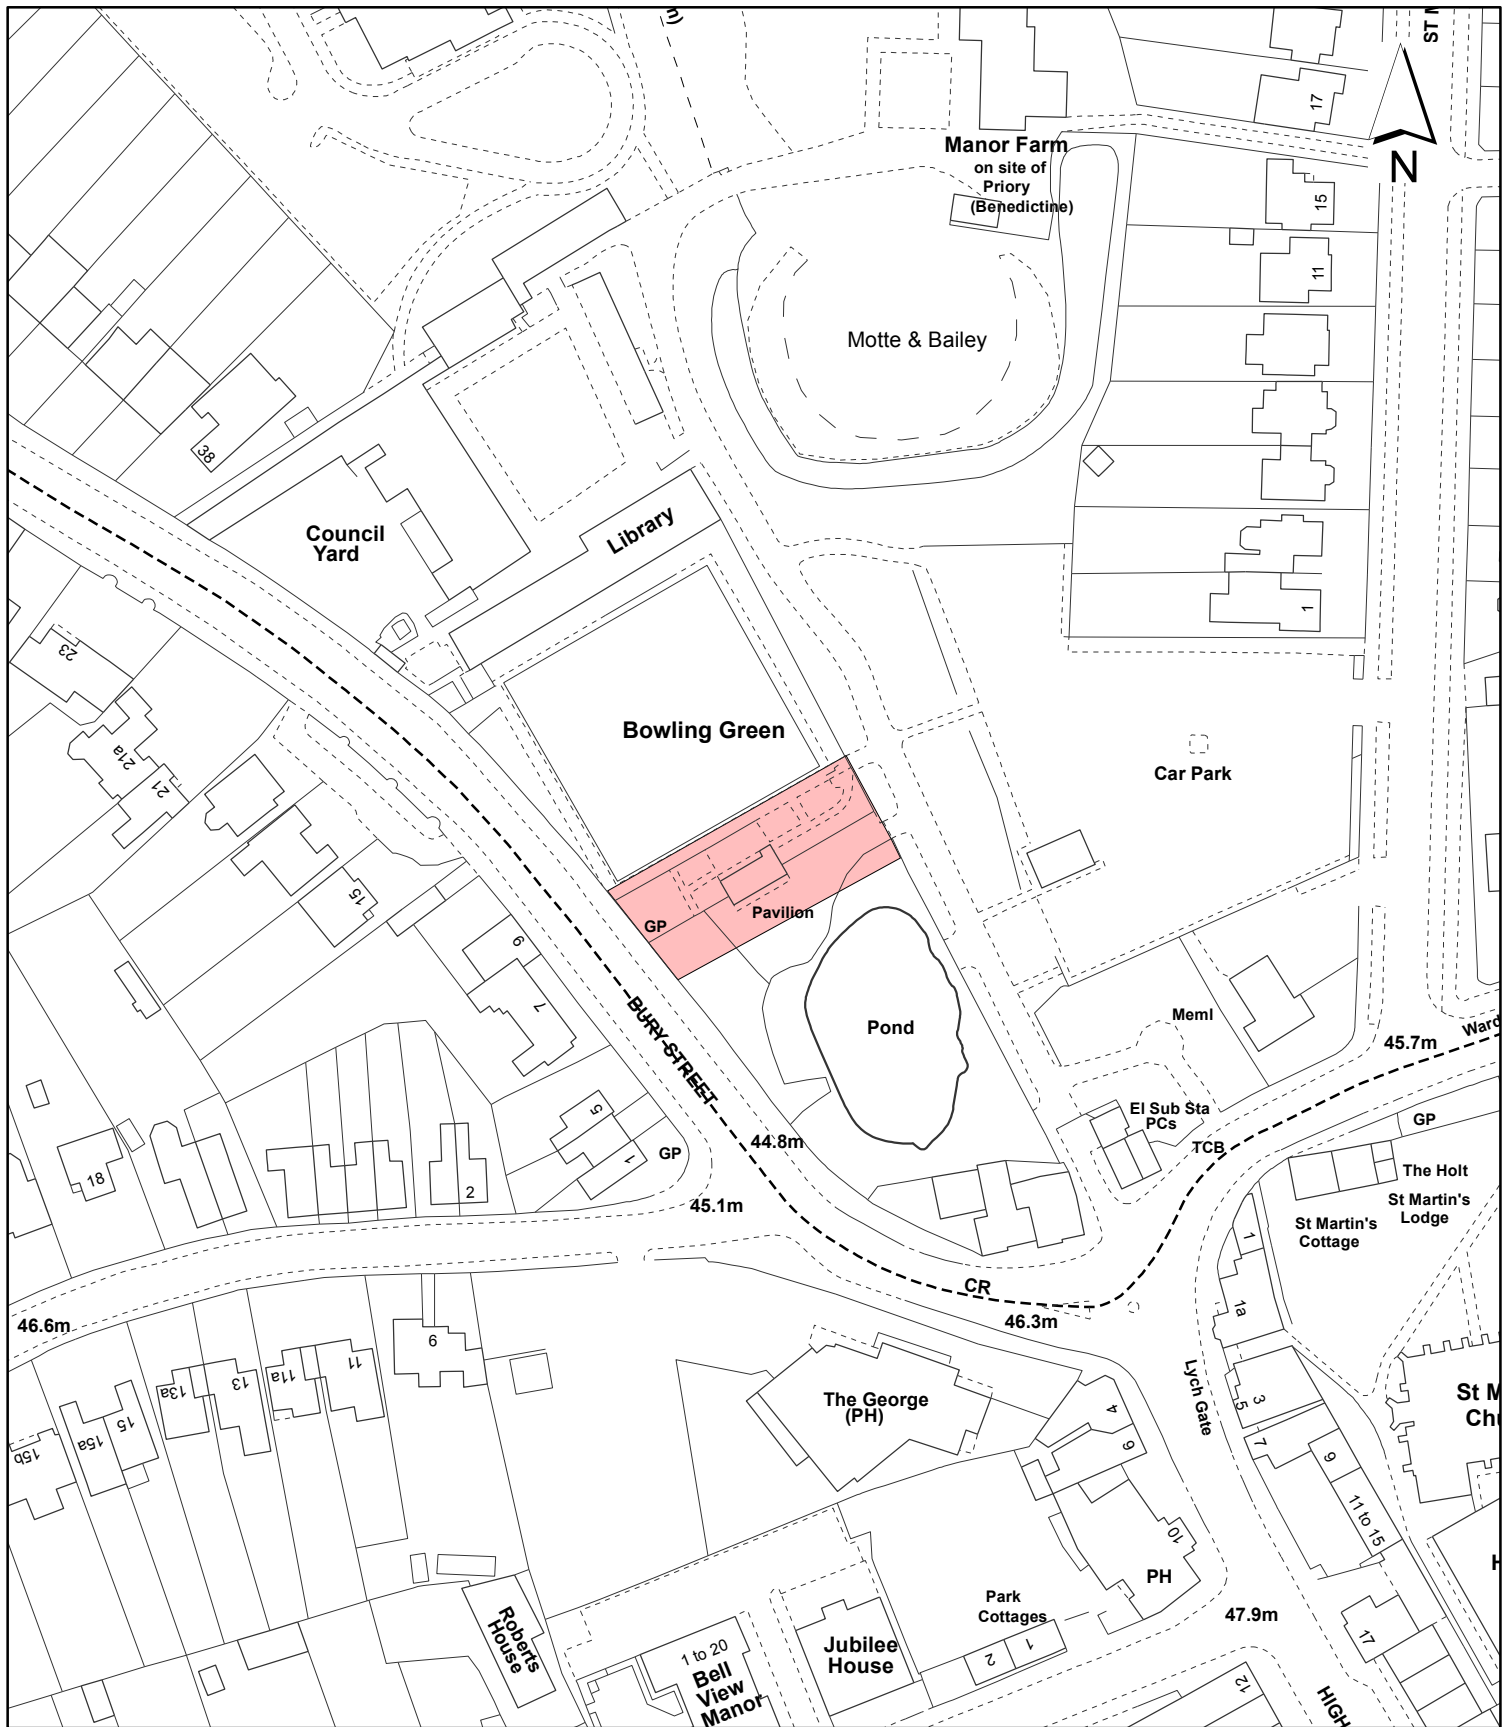 17
N
Manor Farm
on site of
Priory
(Benedictine)
15
11
Motte & Bailey
38
Council
Yard
Library
1
23
21a
21
Bowling Green
Car Park
15
9
7
GP
Pavilion
BURY STREET
Pond
Meml
45.7m
El Sub Sta
PCs
TCB
GP
The Holt
St Martin's
Lodge
St Martin's
Cottage
18
2
5
1
GP
44.8m
45.1m
1
1a
CR
46.3m
46.6m
9
11
11a
13
13a
15
15a
15b
The George
(PH)
4
6
Lych Gate
3
5
7
9
11 to 15
10
PH
47.9m
Park
Cottages
1
2
Jubilee
House
Roberts
House
1 to 20
Bell
View
Manor
17
12